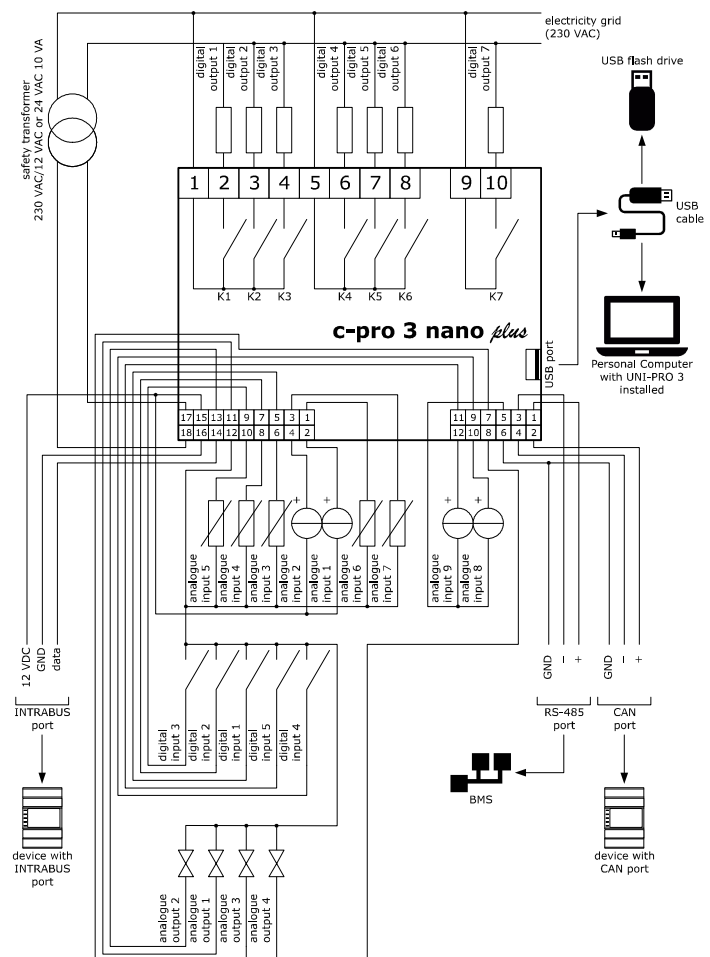 electricity grid
(230 VAC)
USB flash drive
USB
cable
Personal Computer
with UNI-PRO 3
installed
safety transformer
230 VAC/12 VAC or 24 VAC 10 VA
digital
output 1
digital
output 2
digital
output 3
digital
output 4
digital
output 5
digital
output 6
digital
output 7
1 2 3 4 5 6 7 8 9 10
K1 K2 K3 K4 K5 K6 K7
c-pro 3 nano plus
USB port
17 15 13 11 9 7 5 3 1
18 16 14 12 10 8 6 4 2
11 9 7 5 3 1
12 10 8 6 4 2
+ + + +
analogue
input 5
analogue
input 4
analogue
input 3
analogue
input 2
analogue
input 1
analogue
input 6
analogue
input 7
analogue
input 9
analogue
input 8
12 VDC
GND
data
INTRABUS
port
device with
INTRABUS
port
digital
input 3
digital
input 2
digital
input 1
digital
input 5
digital
input 4
GND
–
+
RS-485
port
BMS
GND
–
+
CAN
port
device with
CAN port
analogue
output 2
analogue
output 1
analogue
output 3
analogue
output 4